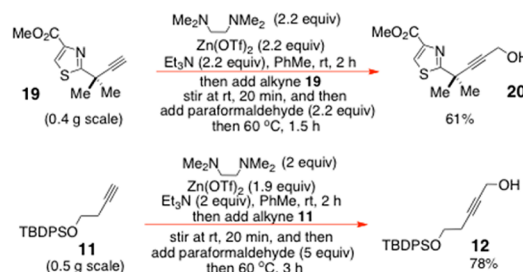 Me₂N NMe₂ (2.2 equiv)
MeO₂C
Zn(OTf)₂ (2.2 equiv)
Et₃N (2.2 equiv), PhMe, rt, 2 h
N
S
Me Me
19
(0.4 g scale)
then add alkyne 19
stir at rt, 20 min, and then
add paraformaldehyde (2.2 equiv)
then 60 °C, 1.5 h
MeO₂C
OH
N
S
Me Me
20
61%
Me₂N NMe₂ (2 equiv)
Zn(OTf)₂ (1.9 equiv)
Et₃N (2 equiv), PhMe, rt, 2 h
then add alkyne 11
TBDPSO
11
(0.5 g scale)
stir at rt, 20 min, and then
add paraformaldehyde (5 equiv)
then 60 °C, 3 h
OH
TBDPSO
12
78%